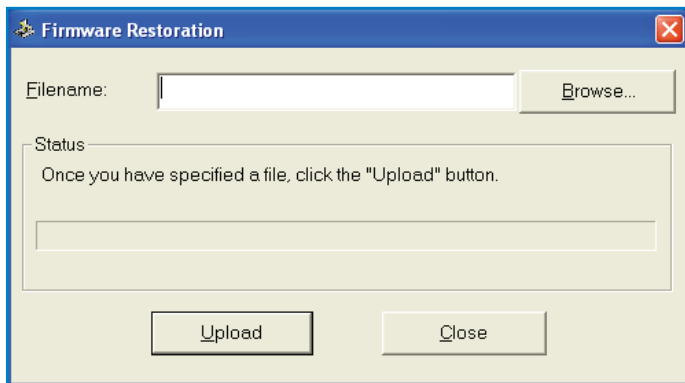 Firmware Restoration
Filename:
Browse...
Status
Once you have specified a file, click the "Upload" button.
Upload
Close